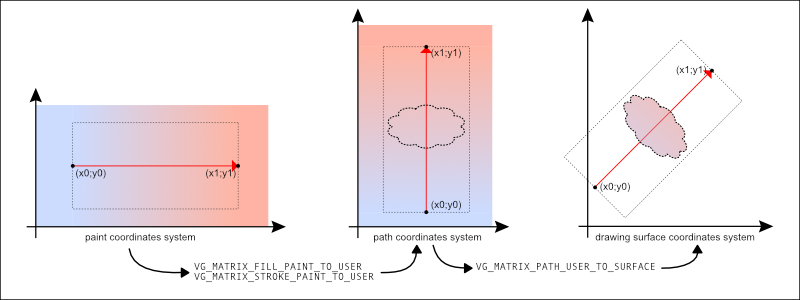 (x0;y0)
(x1;y1)
paint coordinates system
(x1;y1)
(x0;y0)
path coordinates system
(x1;y1)
(x0;y0)
drawing surface coordinates system
VG_MATRIX_FILL_PAINT_TO_USER
VG_MATRIX_STROKE_PAINT_TO_USER
VG_MATRIX_PATH_USER_TO_SURFACE